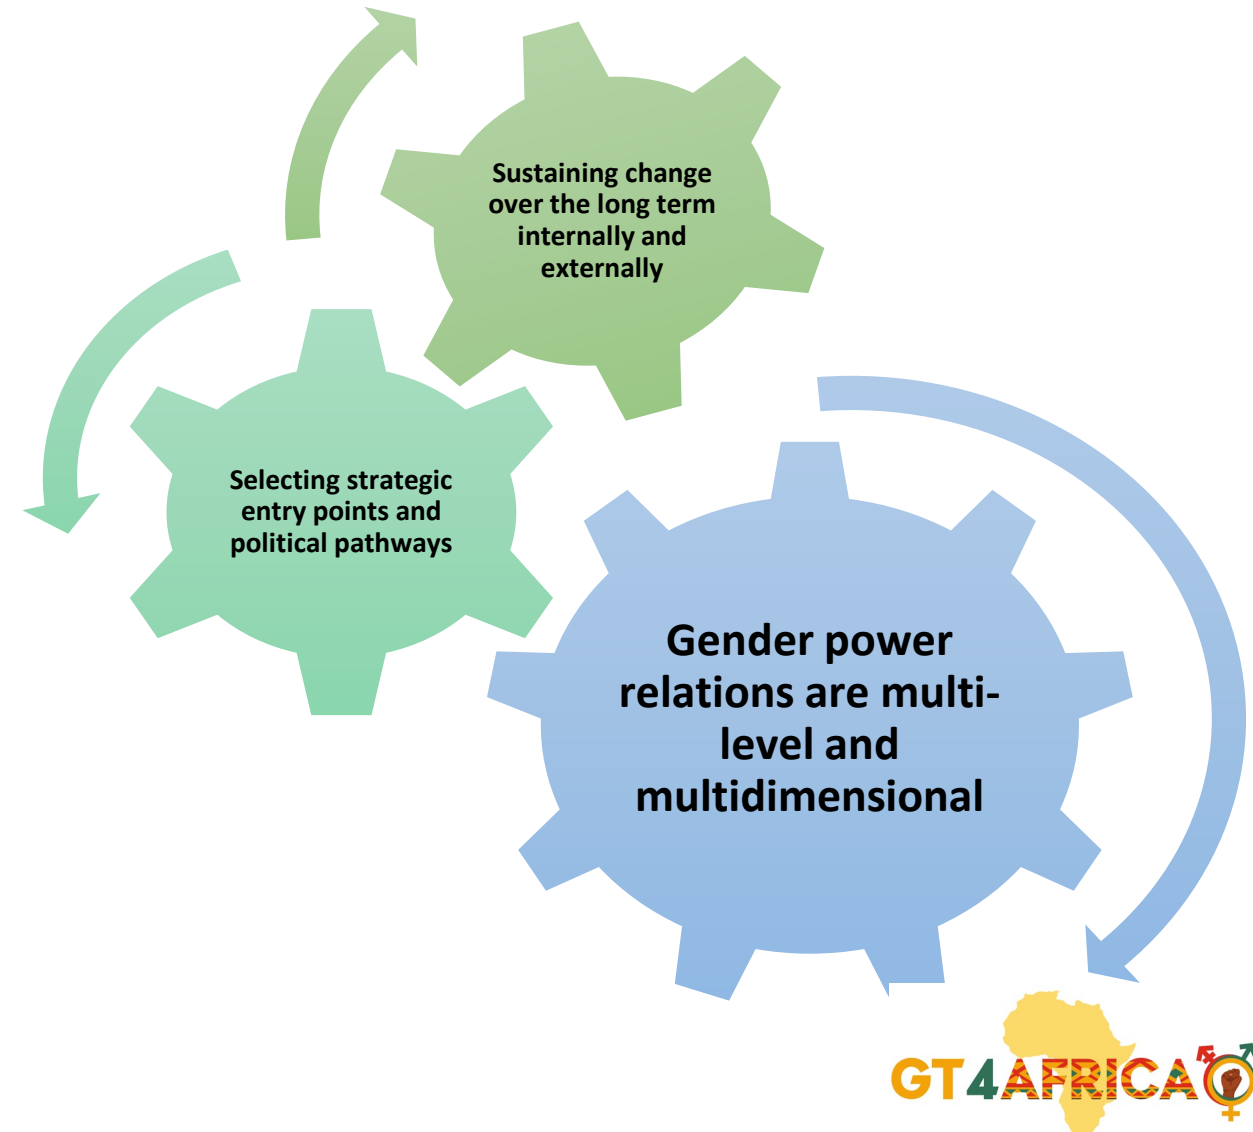 Sustaining change
over the long term
internally and
externally
Selecting strategic
entry points and
political pathways
Gender power
relations are multi-
level and
multidimensional
GT4AFRICA